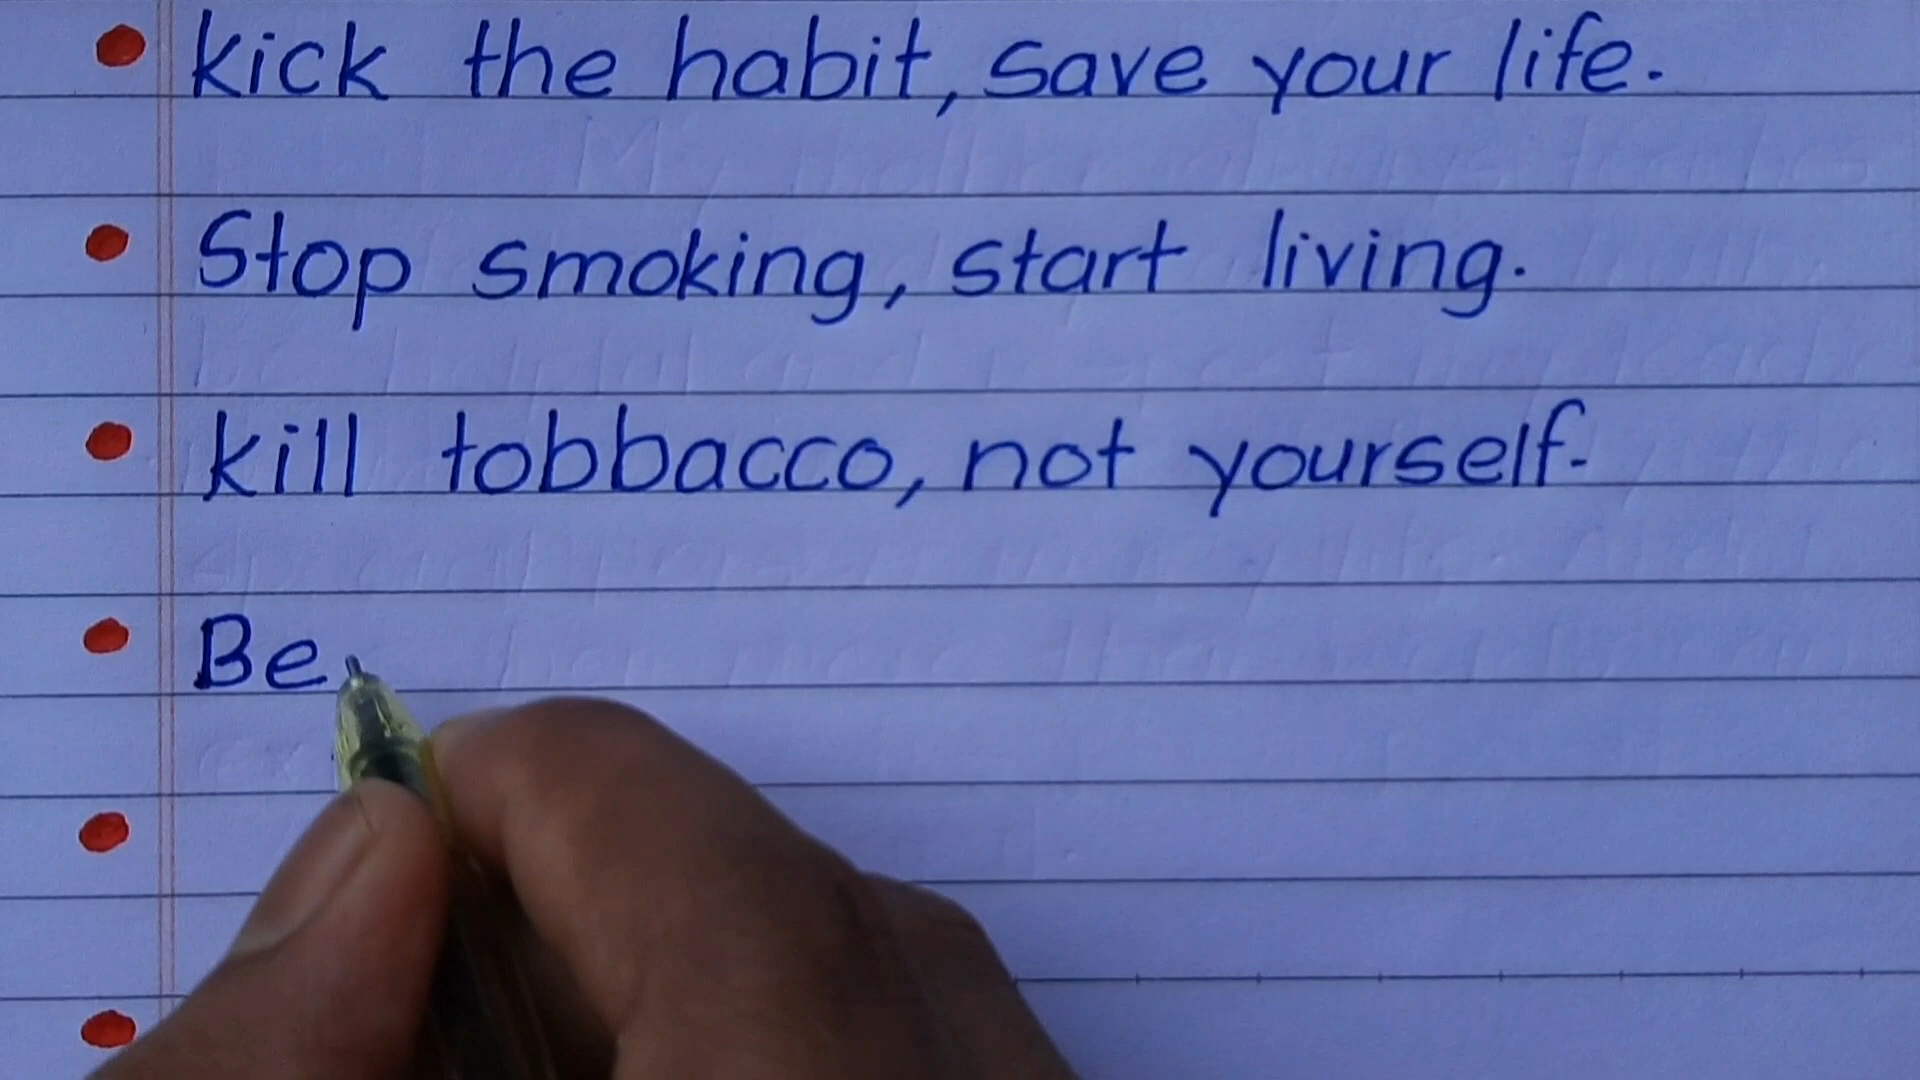 kick the habit, save your life.
Stop smoking, start living.
kill tobbacco, not yourself.
Be